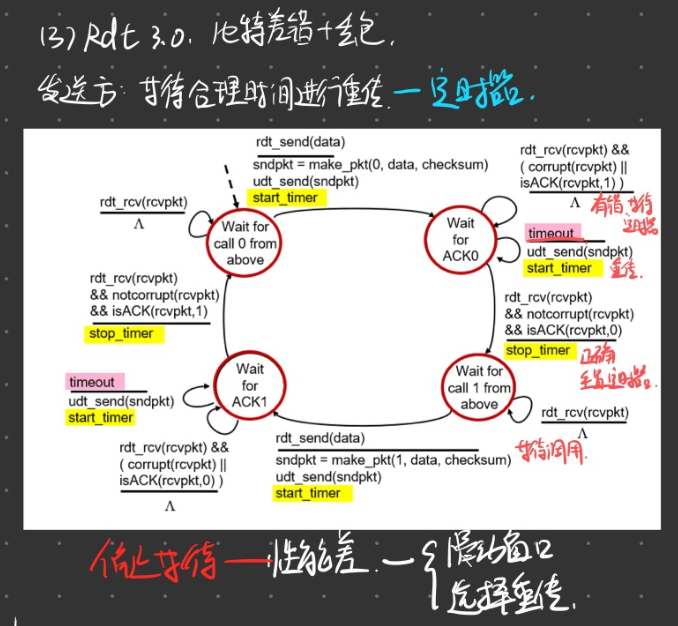 (3) Rdt 3.0. 比特差错+丢包.
发送方: 等待合理时间进行重传 — 定时器.
rdt_send(data)
sndpkt = make_pkt(0, data, checksum)
udt_send(sndpkt)
start_timer
rdt_rcv(rcvpkt) &&
( corrupt(rcvpkt) ||
isACK(rcvpkt,1) )
Λ
有错,等待
定时器
rdt_rcv(rcvpkt)
Λ
Wait for
call 0 from
above
Wait
for
ACK0
timeout
udt_send(sndpkt)
start_timer
重传.
rdt_rcv(rcvpkt)
&& notcorrupt(rcvpkt)
&& isACK(rcvpkt,1)
stop_timer
rdt_rcv(rcvpkt)
&& notcorrupt(rcvpkt)
&& isACK(rcvpkt,0)
stop_timer
正确
定时器.
Wait
for
ACK1
Wait for
call 1 from
above
timeout
udt_send(sndpkt)
start_timer
rdt_rcv(rcvpkt)
Λ
等待调用.
rdt_rcv(rcvpkt) &&
( corrupt(rcvpkt) ||
isACK(rcvpkt,0) )
Λ
rdt_send(data)
sndpkt = make_pkt(1, data, checksum)
udt_send(sndpkt)
start_timer
停止等待 — 性能差. — { 滑动窗口
选择重传.